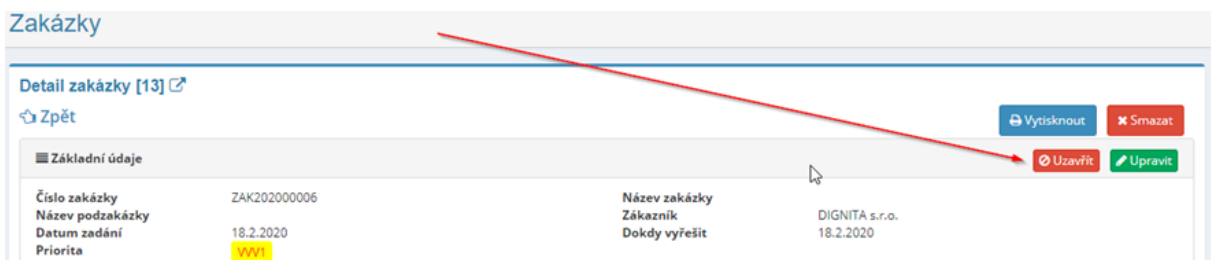 Zakázky
Detail zakázky [13]
Zpět
Vytisknout
Smazat
Základní údaje
Uzavřít
Upravit
Číslo zakázky ZAK202000006 Název zakázky
Název podzakázky Zákazník DIGNITA s.r.o.
Datum zadání 18.2.2020 Dokdy vyřešit 18.2.2020
Priorita VVV1